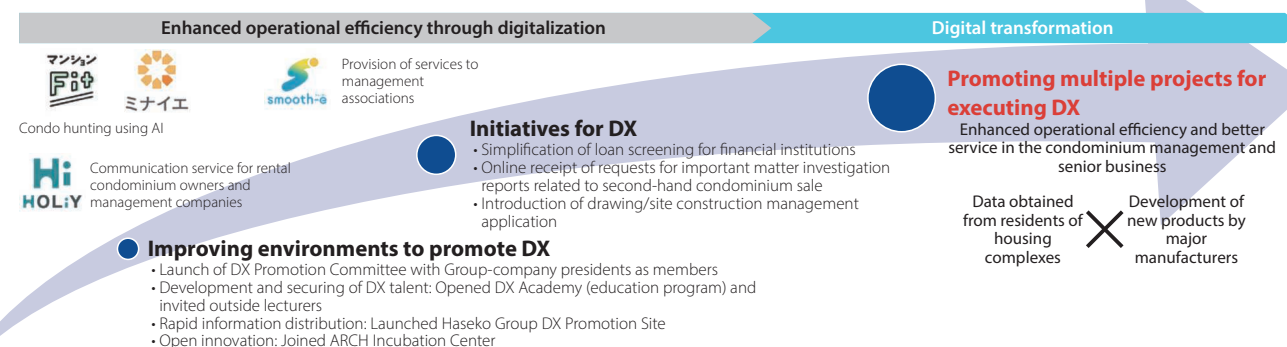 Enhanced operational efficiency through digitalization
Digital transformation
マンション
Fit
ミナイエ
Condo hunting using AI
smooth-e
Provision of services to
management
associations
Hi
HOLiY
Communication service for rental
condominium owners and
management companies
Improving environments to promote DX
• Launch of DX Promotion Committee with Group-company presidents as members
• Development and securing of DX talent: Opened DX Academy (education program) and
invited outside lecturers
• Rapid information distribution: Launched Haseko Group DX Promotion Site
• Open innovation: Joined ARCH Incubation Center
Initiatives for DX
• Simplification of loan screening for financial institutions
• Online receipt of requests for important matter investigation
reports related to second-hand condominium sale
• Introduction of drawing/site construction management
application
Promoting multiple projects for
executing DX
Enhanced operational efficiency and better
service in the condominium management and
senior business
Data obtained
from residents of
housing
complexes
Development of
new products by
major
manufacturers